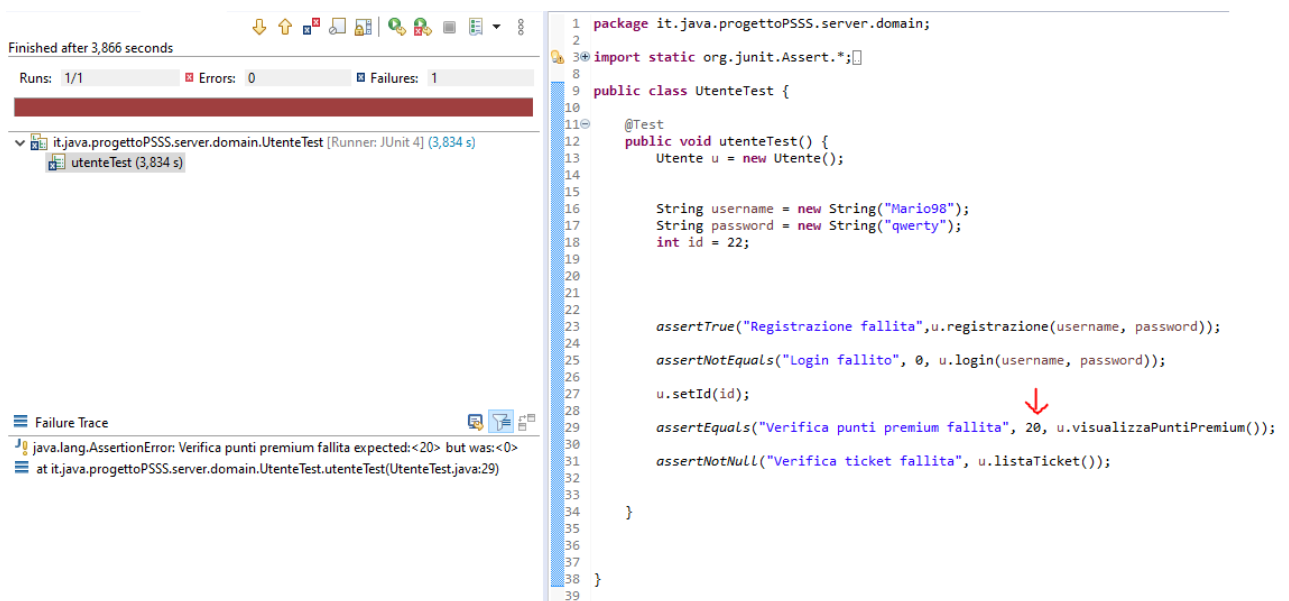 Finished after 3,866 seconds
Runs: 1/1 Errors: 0 Failures: 1
it.java.progettoPSSS.server.domain.UtenteTest [Runner: JUnit 4] (3,834 s)
utenteTest (3,834 s)
Failure Trace
java.lang.AssertionError: Verifica punti premium fallita expected:<20> but was:<0>
at it.java.progettoPSSS.server.domain.UtenteTest.utenteTest(UtenteTest.java:29)
1 package it.java.progettoPSSS.server.domain;
2
3 import static org.junit.Assert.*;
8
9 public class UtenteTest {
10
11 @Test
12 public void utenteTest() {
13 Utente u = new Utente();
14
15
16 String username = new String("Mario98");
17 String password = new String("qwerty");
18 int id = 22;
19
20
21
22
23 assertTrue("Registrazione fallita",u.registrazione(username, password));
24
25 assertNotEquals("Login fallito", 0, u.login(username, password));
26
27 u.setId(id);
28
29 assertEquals("Verifica punti premium fallita", 20, u.visualizzaPuntiPremium());
30
31 assertNotNull("Verifica ticket fallita", u.listaTicket());
32
33
34 }
35
36
37
38 }
39